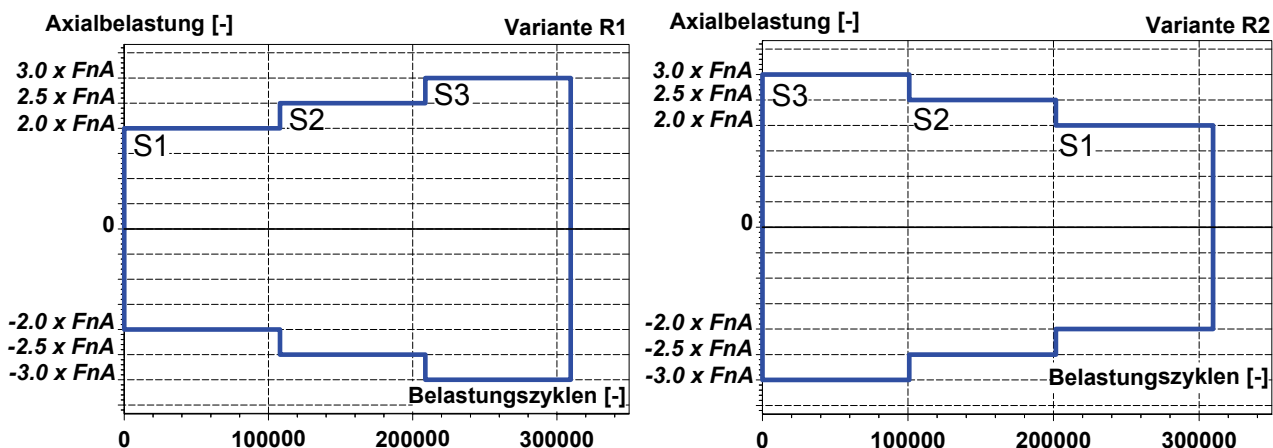 Axialbelastung [-]
Variante R1
3.0 x FnA
2.5 x FnA
2.0 x FnA
S1
S2
S3
0
-2.0 x FnA
-2.5 x FnA
-3.0 x FnA
Belastungszyklen [-]
0 100000 200000 300000
Axialbelastung [-]
Variante R2
3.0 x FnA
2.5 x FnA
2.0 x FnA
S3
S2
S1
0
-2.0 x FnA
-2.5 x FnA
-3.0 x FnA
Belastungszyklen [-]
0 100000 200000 300000